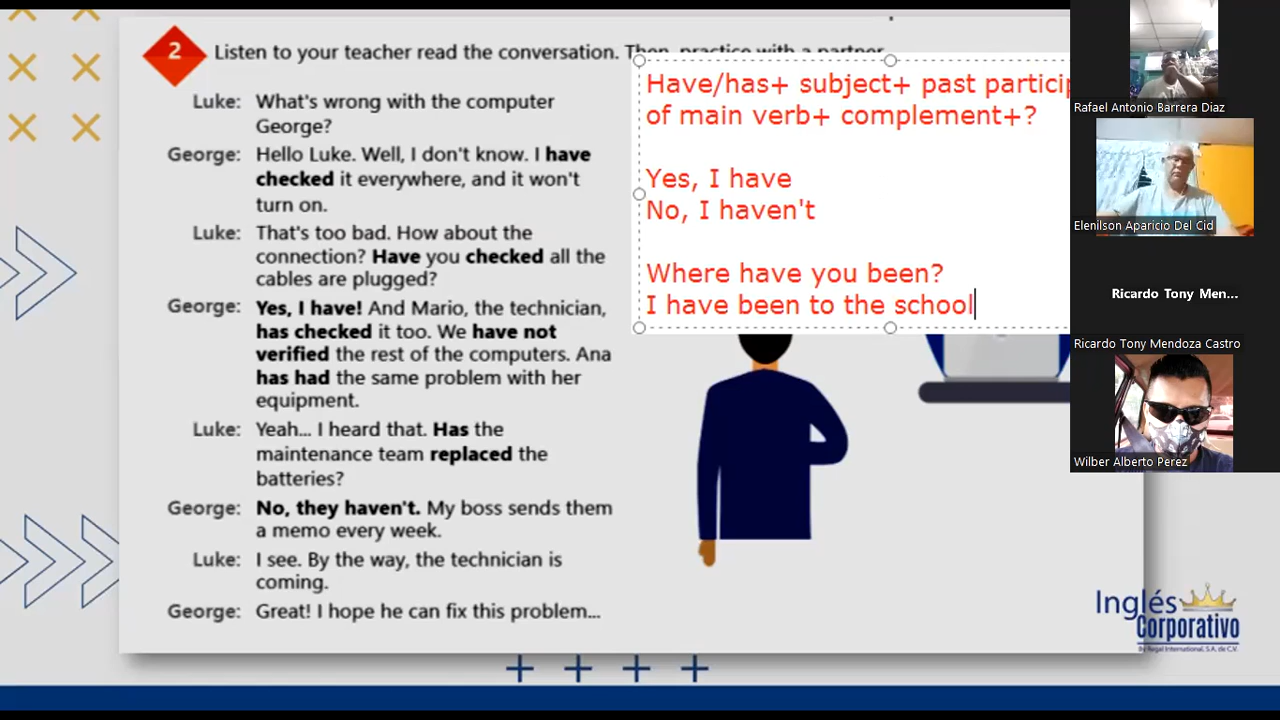 2 Listen to your teacher read the conversation. Then, practice with a partner
Luke: What's wrong with the computer
George?
George: Hello Luke. Well, I don't know. I have
checked it everywhere, and it won't
turn on.
Luke: That's too bad. How about the
connection? Have you checked all the
cables are plugged?
George: Yes, I have! And Mario, the technician,
has checked it too. We have not
verified the rest of the computers. Ana
has had the same problem with her
equipment.
Luke: Yeah... I heard that. Has the
maintenance team replaced the
batteries?
George: No, they haven't. My boss sends them
a memo every week.
Luke: I see. By the way, the technician is
coming.
George: Great! I hope he can fix this problem...
Have/has+ subject+ past particip
of main verb+ complement+?
Yes, I have
No, I haven't
Where have you been?
I have been to the school
Rafael Antonio Barrera Diaz
Elenilson Aparicio Del Cid
Ricardo Tony Men...
Ricardo Tony Mendoza Castro
Wilber Alberto Perez
Inglés
Corporativo
By Regal International, S.A. de C.V.